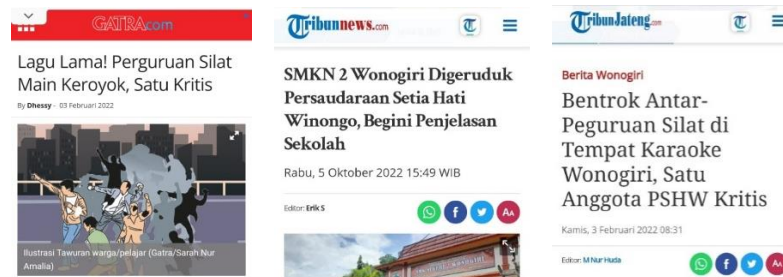 GATRA.com
Lagu Lama! Perguruan Silat
Main Keroyok, Satu Kritis
By Dhessy - 03 Februari 2022
Ilustrasi Tawuran warga/pelajar (Gatra/Sarah Nur
Amalia)
Tribunnews.com
SMKN 2 Wonogiri Digeruduk
Persaudaraan Setia Hati
Winongo, Begini Penjelasan
Sekolah
Rabu, 5 Oktober 2022 15:49 WIB
Editor: Erik S
AA
TribunJateng.com
Berita Wonogiri
Bentrok Antar-
Peguruan Silat di
Tempat Karaoke
Wonogiri, Satu
Anggota PSHW Kritis
Kamis, 3 Februari 2022 08:31
Editor: M Nur Huda